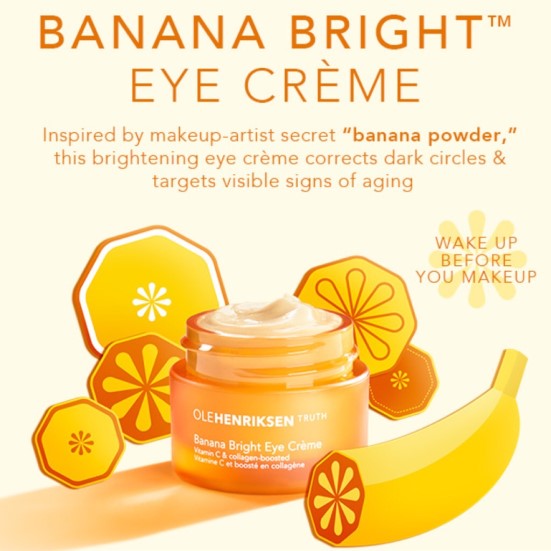 BANANA BRIGHT™
EYE CRÈME
Inspired by makeup-artist secret “banana powder,”
this brightening eye crème corrects dark circles &
targets visible signs of aging
WAKE UP
BEFORE
YOU MAKEUP
OLEHENRIKSEN TRUTH
Banana Bright Eye Crème
Vitamin C & collagen-boosted
Vitamine C et boosté en collagène